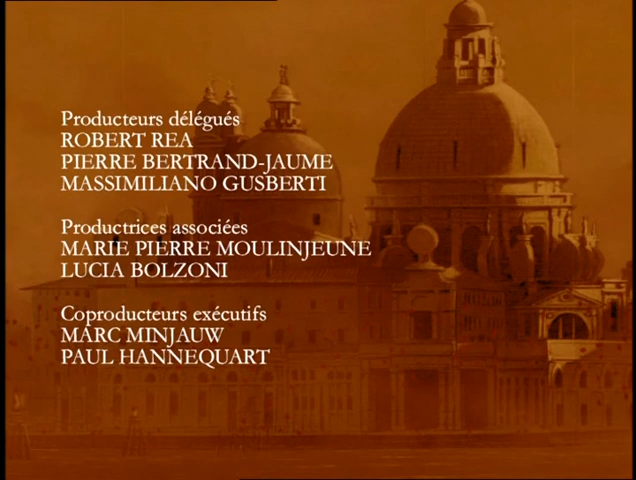 Producteurs délégués
ROBERT REA
PIERRE BERTRAND-JAUME
MASSIMILIANO GUSBERTI
Productrices associées
MARIE PIERRE MOULINJEUNE
LUCIA BOLZONI
Coproducteurs exécutifs
MARC MINJAUW
PAUL HANNEQUART